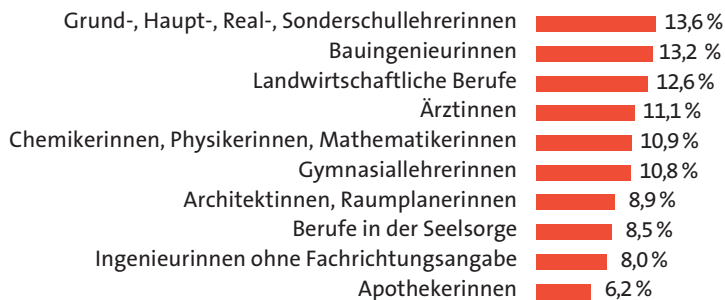 Grund-, Haupt-, Real-, Sonderschullehrerinnen 13,6 %
Bauingenieurinnen 13,2 %
Landwirtschaftliche Berufe 12,6 %
Ärztinnen 11,1 %
Chemikerinnen, Physikerinnen, Mathematikerinnen 10,9 %
Gymnasiallehrerinnen 10,8 %
Architektinnen, Raumplanerinnen 8,9 %
Berufe in der Seelsorge 8,5 %
Ingenieurinnen ohne Fachrichtungsangabe 8,0 %
Apothekerinnen 6,2 %